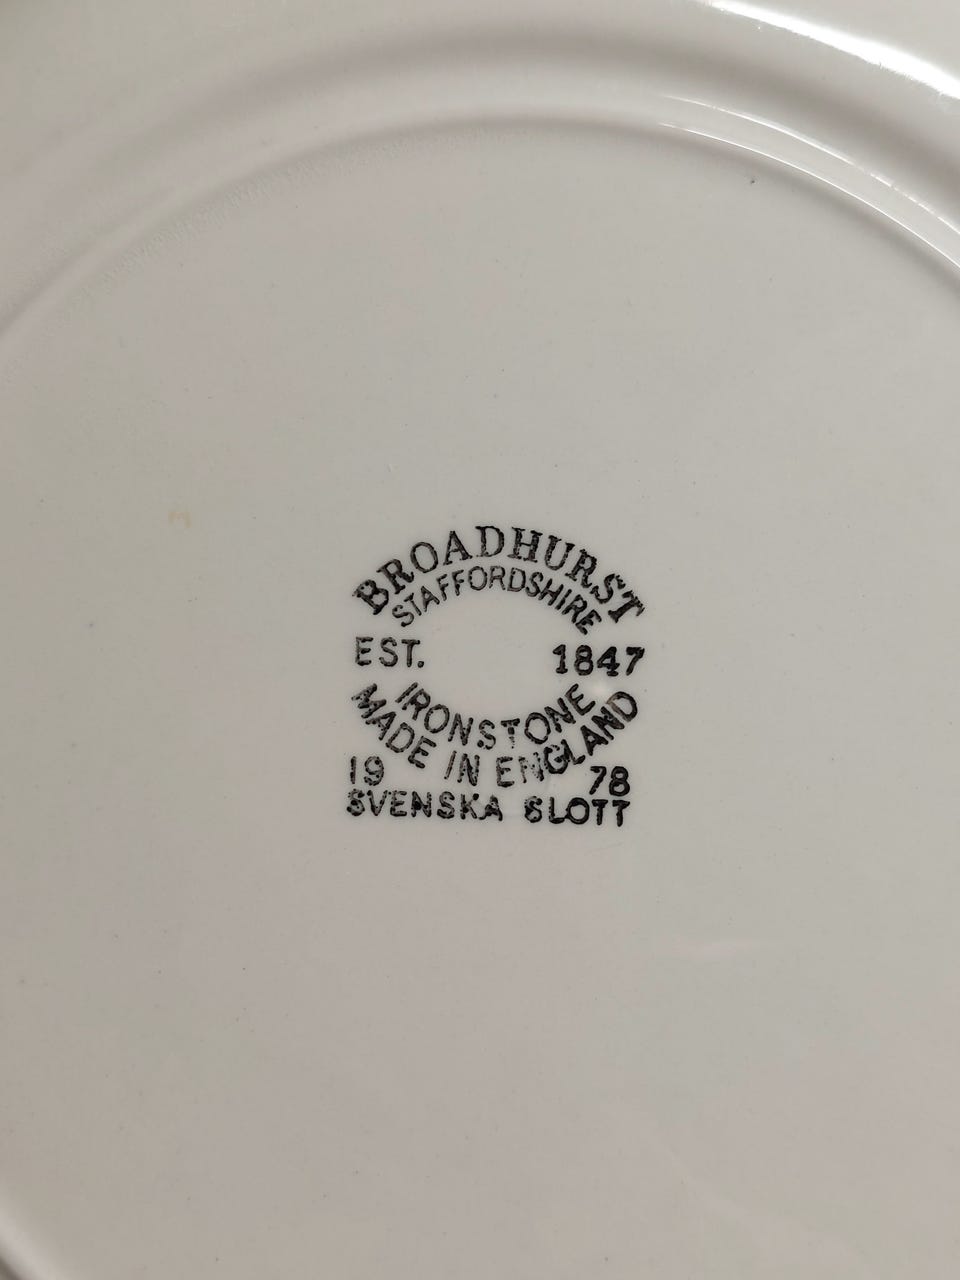 BROADHURST
STAFFORDSHIRE
EST. 1847
IRONSTONE
MADE IN ENGLAND
19 78
SVENSKA SLOTT